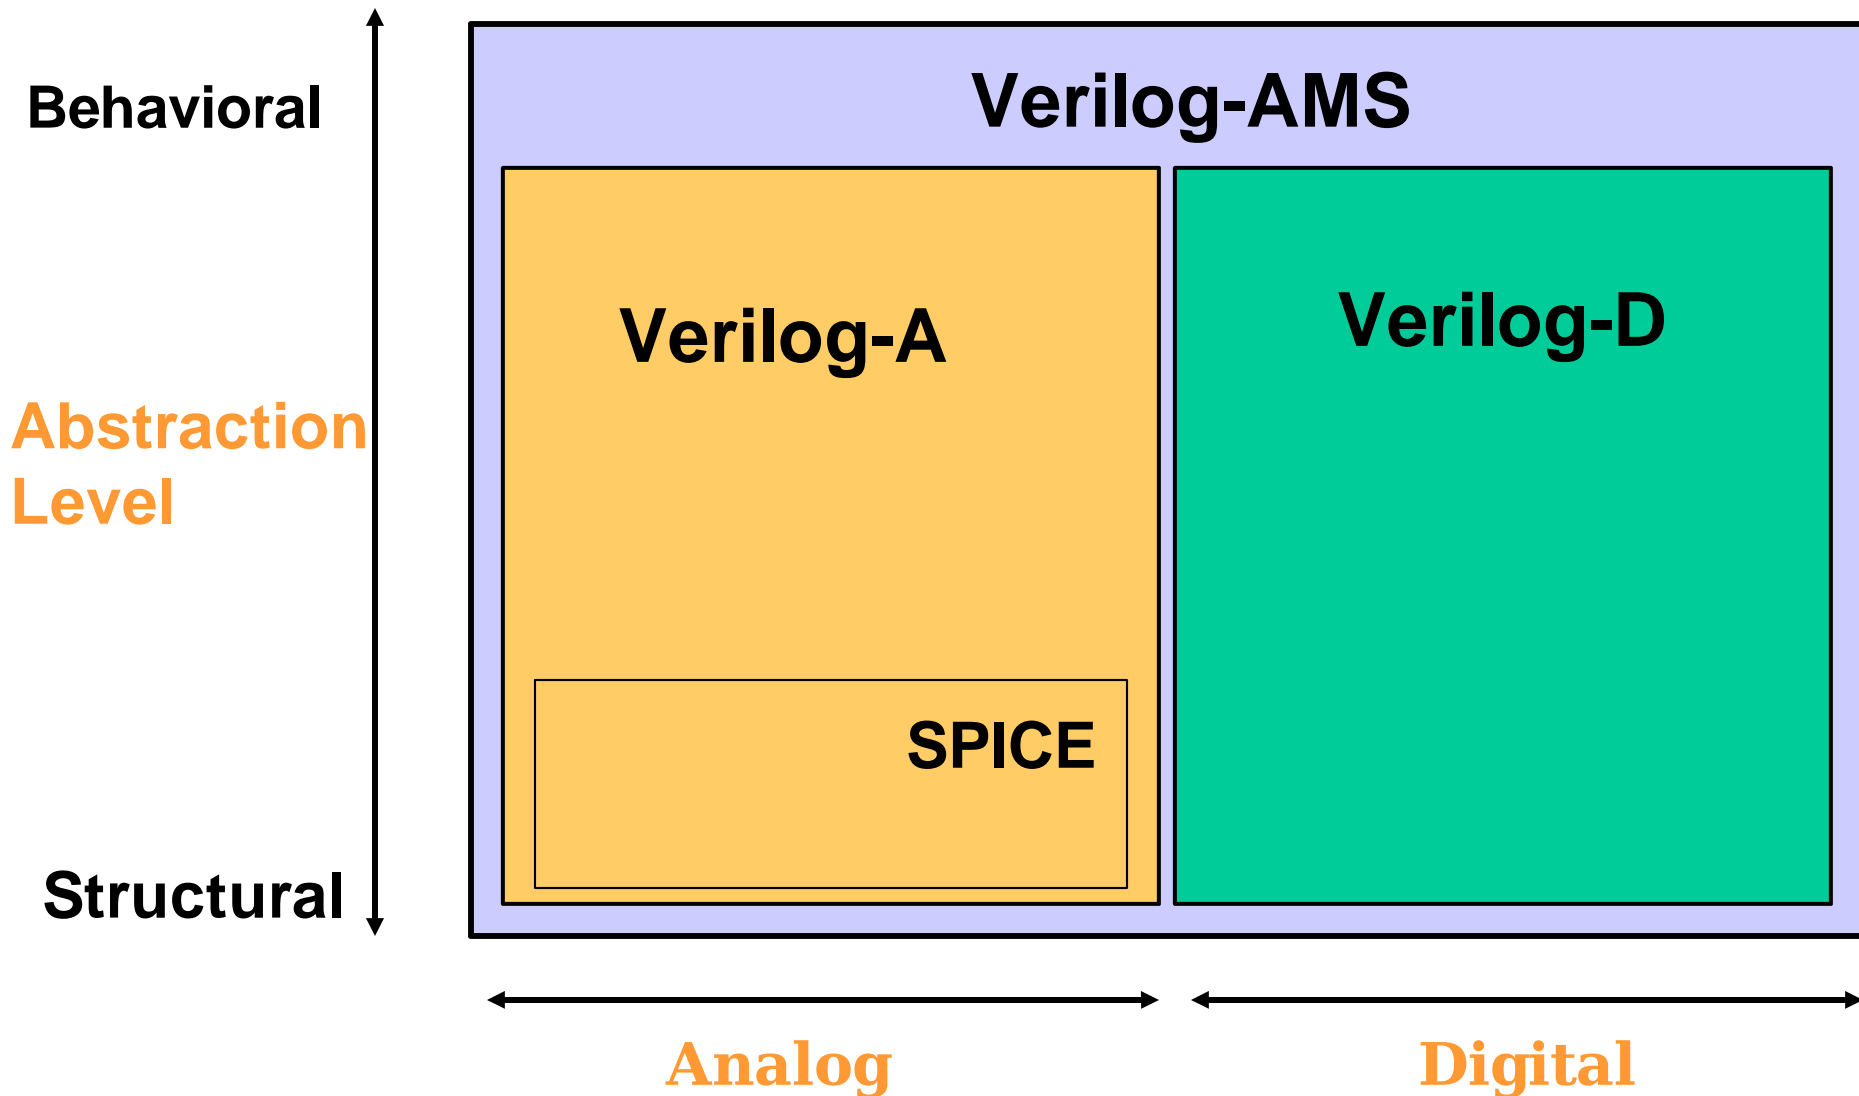 Behavioral
Verilog-AMS
Verilog-A
Verilog-D
Abstraction
Level
SPICE
Structural
Analog
Digital